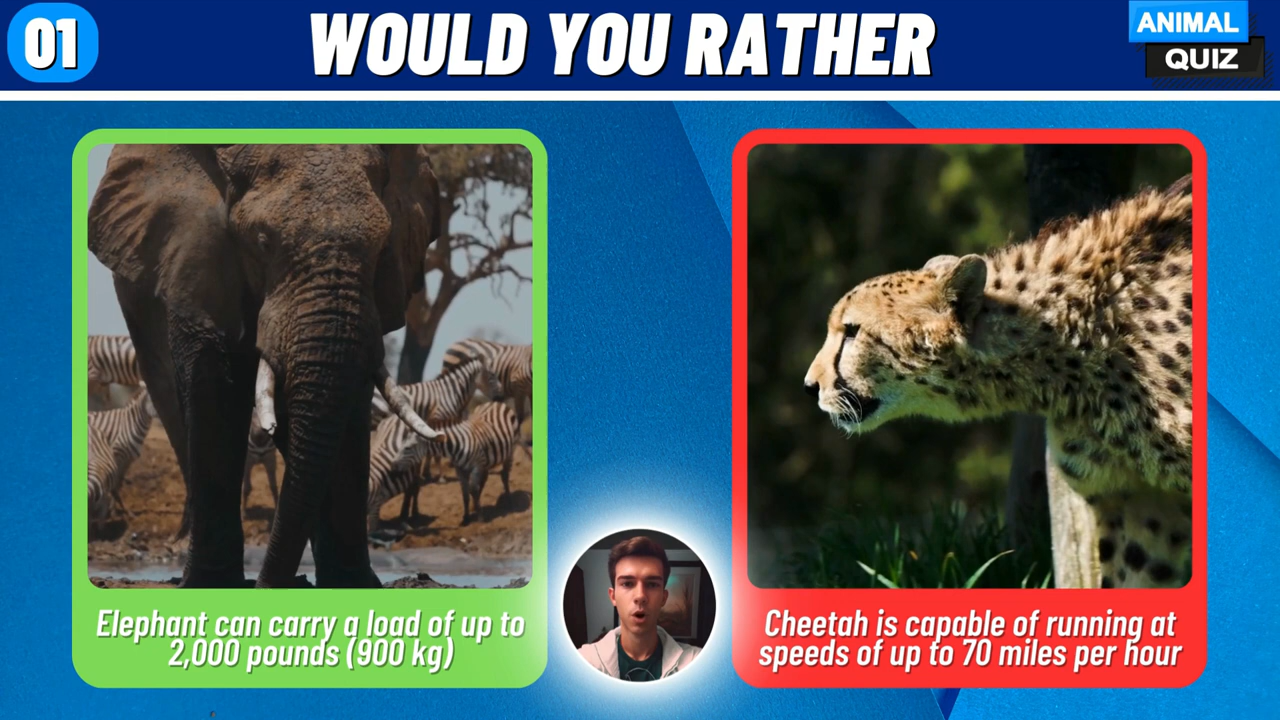 01
WOULD YOU RATHER
ANIMAL
QUIZ
Elephant can carry a load of up to
2,000 pounds (900 kg)
Cheetah is capable of running at
speeds of up to 70 miles per hour